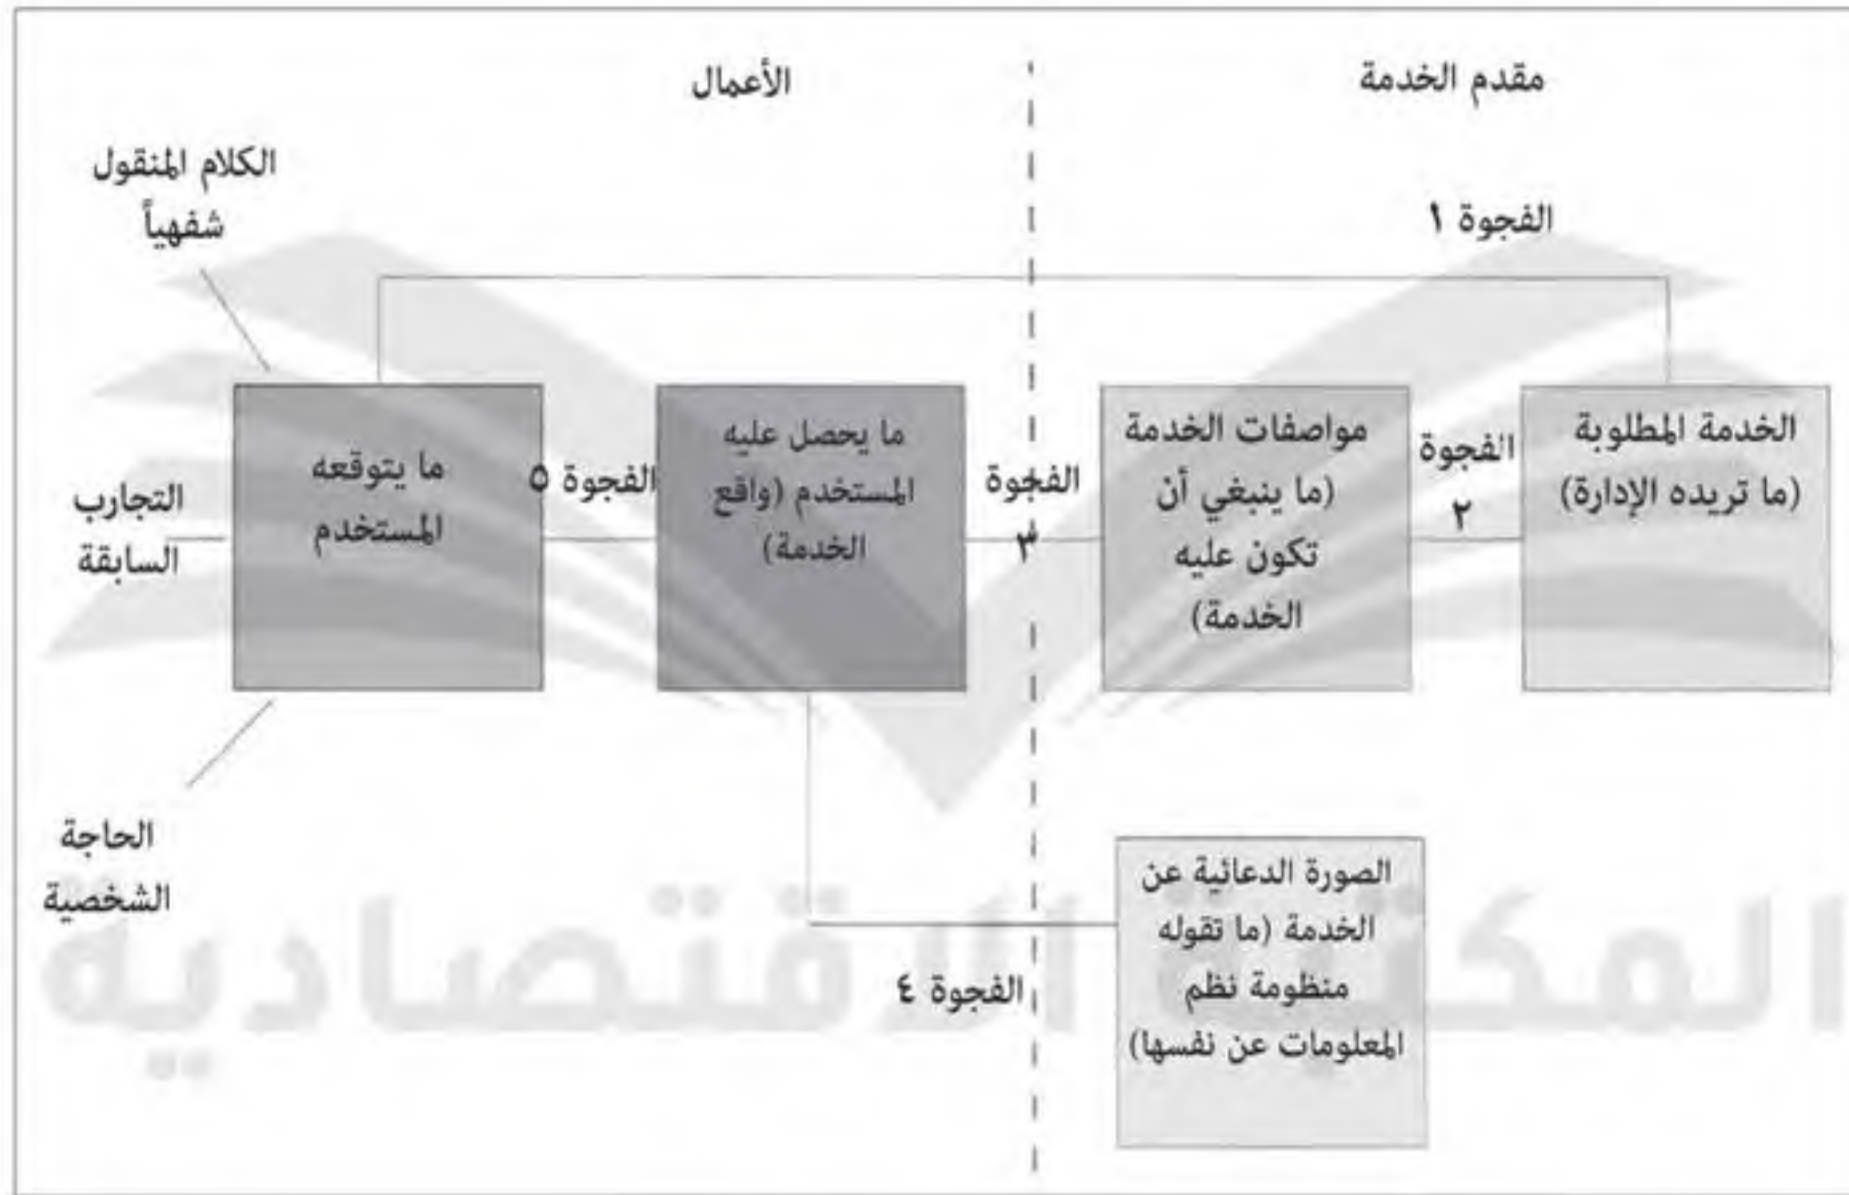 مقدم الخدمة
الأعمال
الكلام المنقول
شفهياً
الفجوة ١
الخدمة المطلوبة
(ما تريده الإدارة)
الفجوة
٢
مواصفات الخدمة
(ما ينبغي أن
تكون عليه
الخدمة)
الفجوة
٣
ما يحصل عليه
المستخدم (واقع
الخدمة)
الفجوة ٥
ما يتوقعه
المستخدم
التجارب
السابقة
الحاجة
الشخصية
الصورة الدعائية عن
الخدمة (ما تقوله
منظومة نظم
المعلومات عن نفسها)
الفجوة ٤
المكتبة الاقتصادية